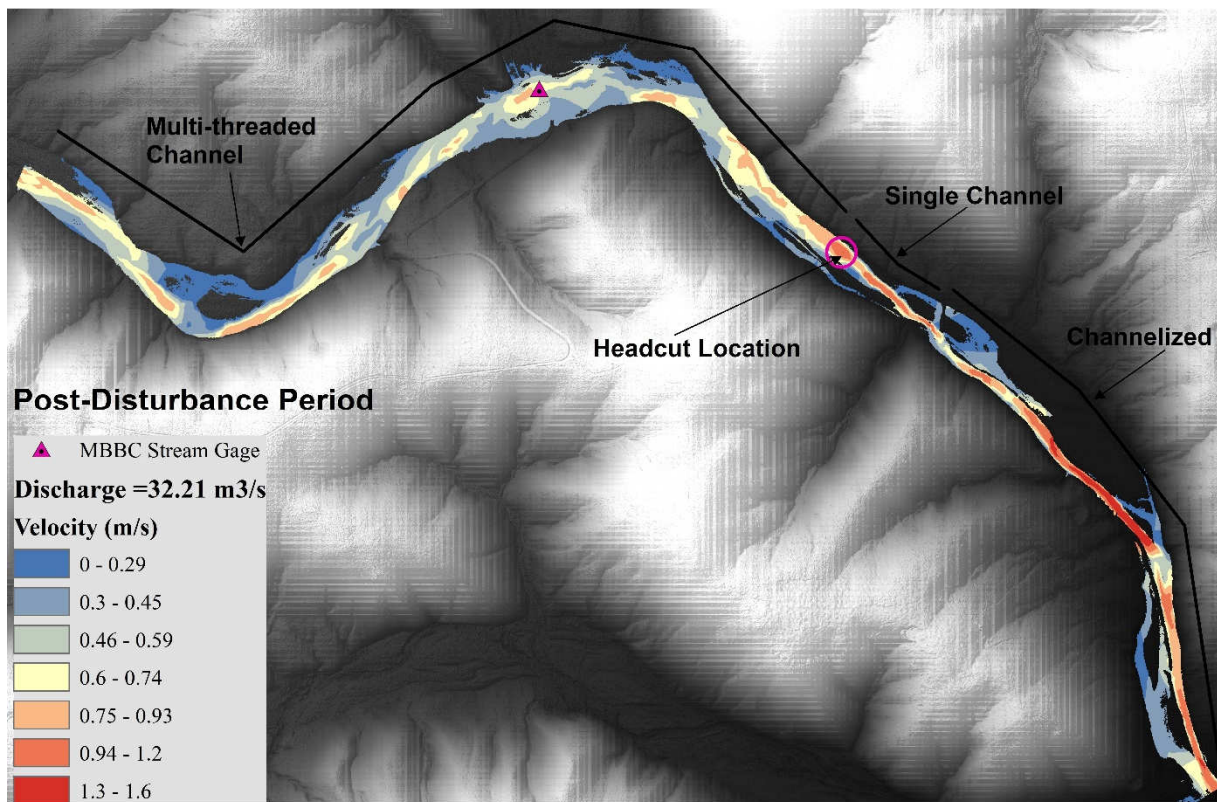 Multi-threaded
Channel
Single Channel
Headcut Location
Channelized
Post-Disturbance Period
MBBC Stream Gage
Discharge =32.21 m3/s
Velocity (m/s)
0 - 0.29
0.3 - 0.45
0.46 - 0.59
0.6 - 0.74
0.75 - 0.93
0.94 - 1.2
1.3 - 1.6